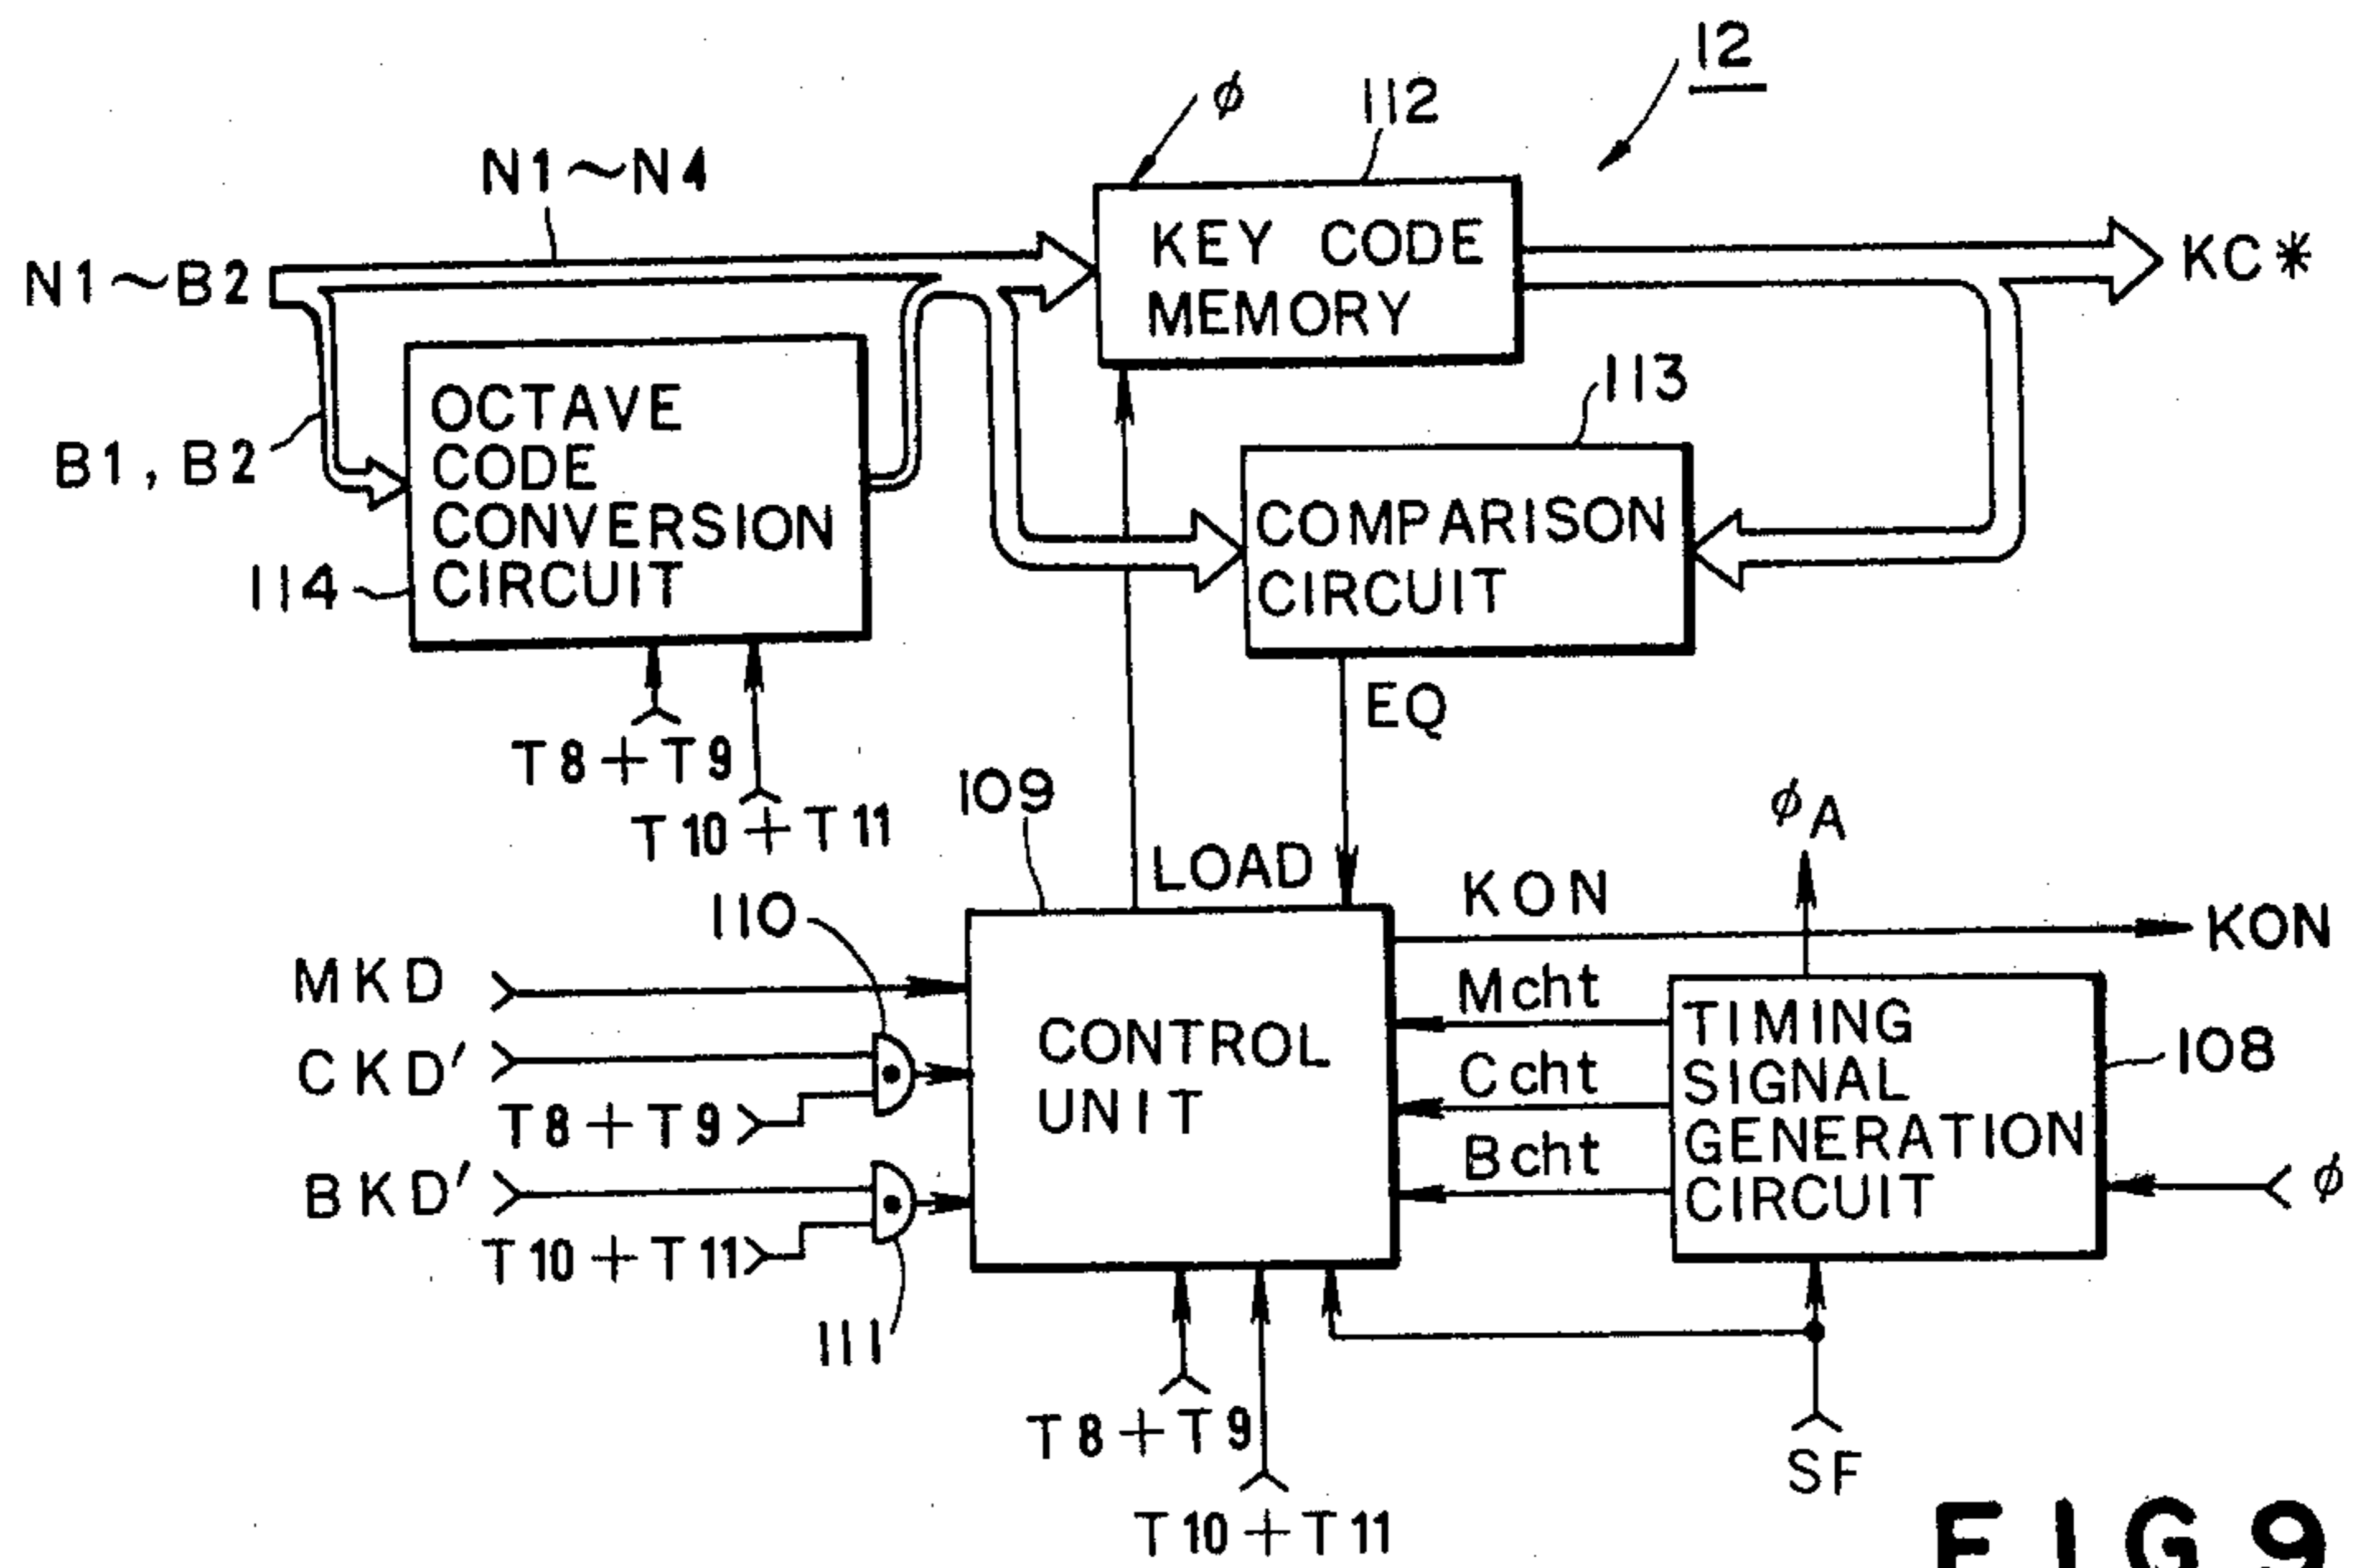 12
φ
112
N1~N4
N1~B2
KEY CODE
MEMORY
KC*
113
OCTAVE
CODE
CONVERSION
CIRCUIT
B1, B2
114
COMPARISON
CIRCUIT
T8+T9
T10+T11
EQ
109
LOAD
φA
110
KON
KON
MKD
CKD'
T8+T9
BKD'
T10+T11
111
CONTROL
UNIT
Mcht
Ccht
Bcht
TIMING
SIGNAL
GENERATION
CIRCUIT
108
φ
T8+T9
T10+T11
SF
FIG9